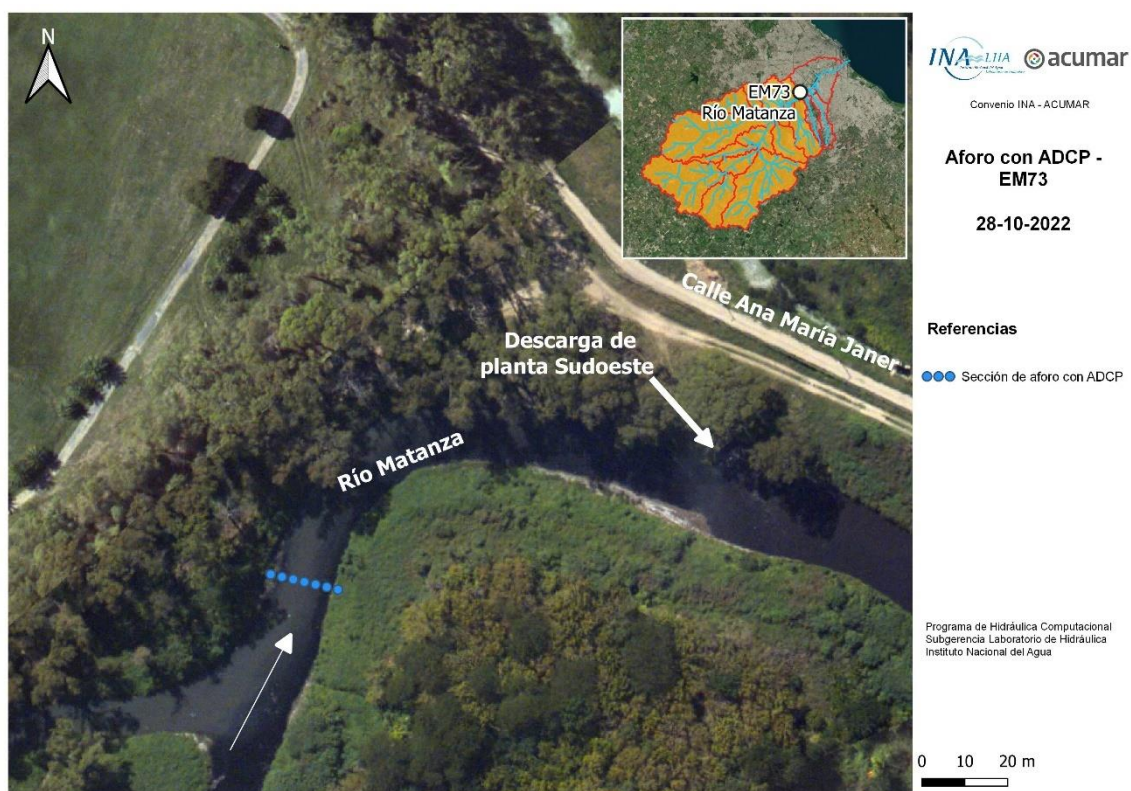 N
EM73
Río Matanza
Calle Ana María Janer
Descarga de
planta Sudoeste
Río Matanza
INA LHA
acumar
Convenio INA - ACUMAR
Aforo con ADCP -
EM73
28-10-2022
Referencias
Sección de aforo con ADCP
Programa de Hidráulica Computacional
Subgerencia Laboratorio de Hidráulica
Instituto Nacional del Agua
0 10 20 m